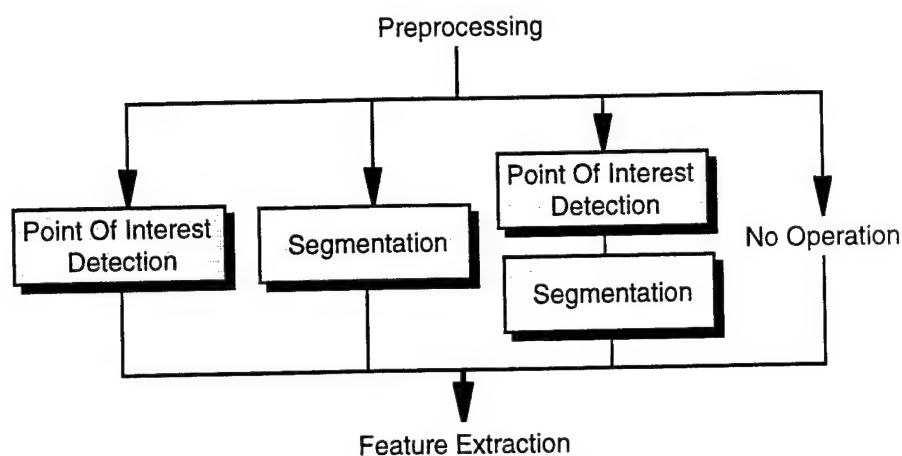 Preprocessing
Point Of Interest
Detection
Segmentation
Point Of Interest
Detection
Segmentation
No Operation
Feature Extraction